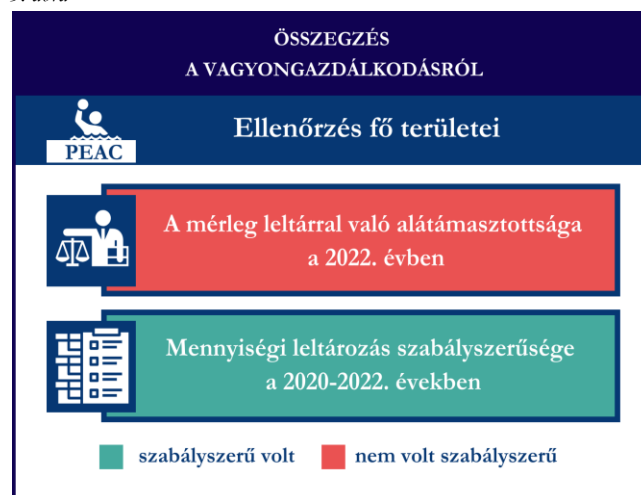 ÖSSZEGZÉS
A VAGYONGAZDÁLKODÁSRÓL
Ellenőrzés fő területei
PEAC
A mérleg leltárral való alátámasztottsága
a 2022. évben
Mennyiségi leltározás szabályszerűsége
a 2020-2022. években
szabályszerű volt
nem volt szabályszerű